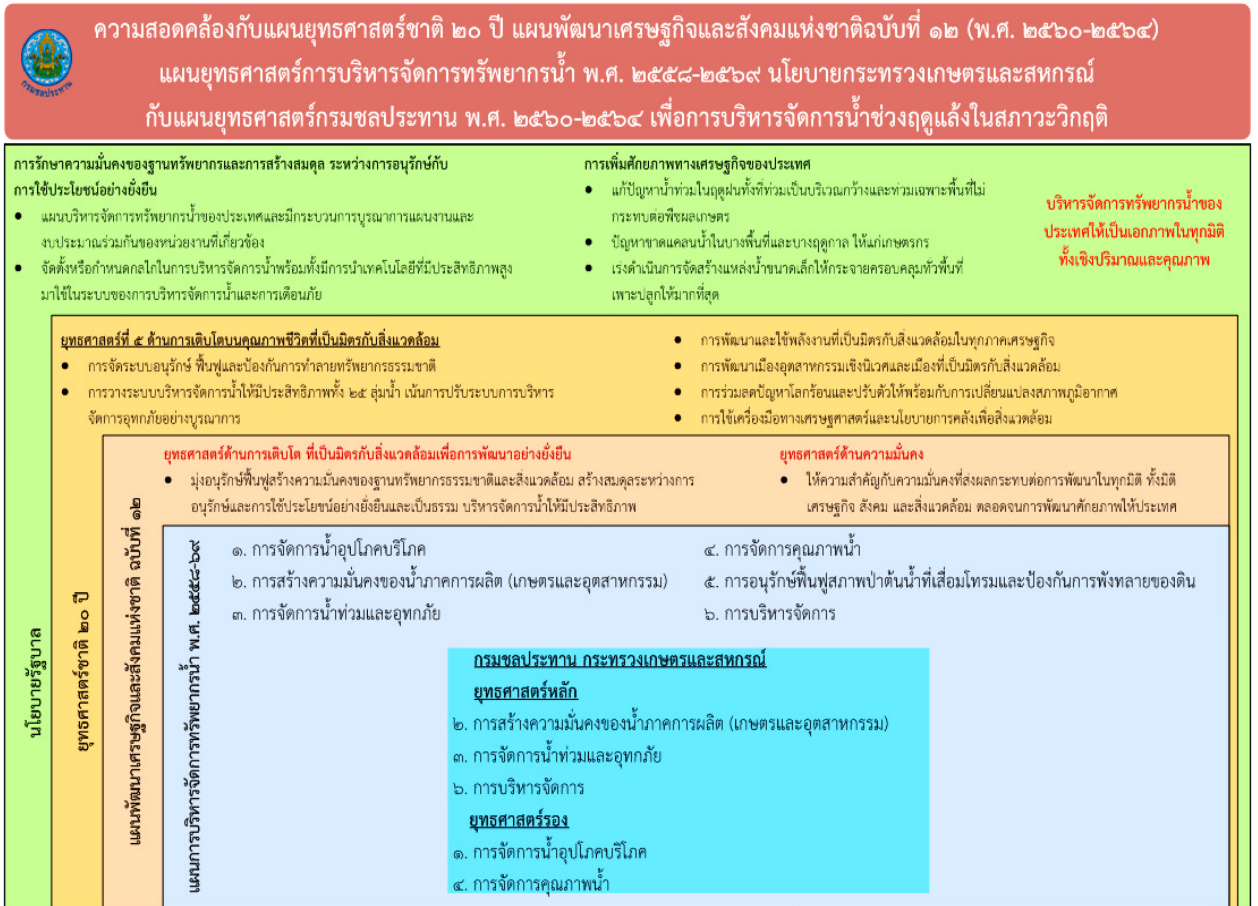 ความสอดคล้องกับแผนยุทธศาสตร์ชาติ ๒๐ ปี แผนพัฒนาเศรษฐกิจและสังคมแห่งชาติฉบับที่ ๑๒ (พ.ศ. ๒๕๖๐-๒๕๖๔)
แผนยุทธศาสตร์การบริหารจัดการทรัพยากรน้ำ พ.ศ. ๒๕๕๘-๒๕๖๙ นโยบายกระทรวงเกษตรและสหกรณ์
กับแผนยุทธศาสตร์กรมชลประทาน พ.ศ. ๒๕๖๐-๒๕๖๔ เพื่อการบริหารจัดการน้ำช่วงฤดูแล้งในสภาวะวิกฤติ
กรมชลประทาน
การรักษาความมั่นคงของฐานทรัพยากรและการสร้างสมดุล ระหว่างการอนุรักษ์กับ
การใช้ประโยชน์อย่างยั่งยืน
● แผนบริหารจัดการทรัพยากรน้ำของประเทศและมีกระบวนการบูรณาการแผนงานและ
งบประมาณร่วมกันของหน่วยงานที่เกี่ยวข้อง
● จัดตั้งหรือกำหนดกลไกในการบริหารจัดการน้ำพร้อมทั้งมีการนำเทคโนโลยีที่มีประสิทธิภาพสูง
มาใช้ในระบบของการบริหารจัดการน้ำและการเตือนภัย
การเพิ่มศักยภาพทางเศรษฐกิจของประเทศ
● แก้ปัญหาน้ำท่วมในฤดูฝนทั้งที่ท่วมเป็นบริเวณกว้างและท่วมเฉพาะพื้นที่ไม่
กระทบต่อพืชผลเกษตร
● ปัญหาขาดแคลนน้ำในบางพื้นที่และบางฤดูกาล ให้แก่เกษตรกร
● เร่งดำเนินการจัดสร้างแหล่งน้ำขนาดเล็กให้กระจายครอบคลุมทั่วพื้นที่
เพาะปลูกให้มากที่สุด
บริหารจัดการทรัพยากรน้ำของ
ประเทศให้เป็นเอกภาพในทุกมิติ
ทั้งเชิงปริมาณและคุณภาพ
ยุทธศาสตร์ที่ ๕ ด้านการเติบโตบนคุณภาพชีวิตที่เป็นมิตรกับสิ่งแวดล้อม
● การจัดระบบอนุรักษ์ ฟื้นฟูและป้องกันการทำลายทรัพยากรธรรมชาติ
● การวางระบบบริหารจัดการน้ำให้มีประสิทธิภาพทั้ง ๒๕ ลุ่มน้ำ เน้นการปรับระบบการบริหาร
จัดการอุทกภัยอย่างบูรณาการ
● การพัฒนาและใช้พลังงานที่เป็นมิตรกับสิ่งแวดล้อมในทุกภาคเศรษฐกิจ
● การพัฒนาเมืองอุตสาหกรรมเชิงนิเวศและเมืองที่เป็นมิตรกับสิ่งแวดล้อม
● การร่วมลดปัญหาโลกร้อนและปรับตัวให้พร้อมกับการเปลี่ยนแปลงสภาพภูมิอากาศ
● การใช้เครื่องมือทางเศรษฐศาสตร์และนโยบายการคลังเพื่อสิ่งแวดล้อม
ยุทธศาสตร์ด้านการเติบโต ที่เป็นมิตรกับสิ่งแวดล้อมเพื่อการพัฒนาอย่างยั่งยืน
● มุ่งอนุรักษ์ฟื้นฟูสร้างความมั่นคงของฐานทรัพยากรธรรมชาติและสิ่งแวดล้อม สร้างสมดุลระหว่างการ
อนุรักษ์และการใช้ประโยชน์อย่างยั่งยืนและเป็นธรรม บริหารจัดการน้ำให้มีประสิทธิภาพ
ยุทธศาสตร์ด้านความมั่นคง
● ให้ความสำคัญกับความมั่นคงที่ส่งผลกระทบต่อการพัฒนาในทุกมิติ ทั้งมิติ
เศรษฐกิจ สังคม และสิ่งแวดล้อม ตลอดจนการพัฒนาศักยภาพให้ประเทศ
๑. การจัดการน้ำอุปโภคบริโภค
๒. การสร้างความมั่นคงของน้ำภาคการผลิต (เกษตรและอุตสาหกรรม)
๓. การจัดการน้ำท่วมและอุทกภัย
๔. การจัดการคุณภาพน้ำ
๕. การอนุรักษ์ฟื้นฟูสภาพป่าต้นน้ำที่เสื่อมโทรมและป้องกันการพังทลายของดิน
๖. การบริหารจัดการ
กรมชลประทาน กระทรวงเกษตรและสหกรณ์
ยุทธศาสตร์หลัก
๒. การสร้างความมั่นคงของน้ำภาคการผลิต (เกษตรและอุตสาหกรรม)
๓. การจัดการน้ำท่วมและอุทกภัย
๖. การบริหารจัดการ
ยุทธศาสตร์รอง
๑. การจัดการน้ำอุปโภคบริโภค
๔. การจัดการคุณภาพน้ำ
นโยบายรัฐบาล
ยุทธศาสตร์ชาติ ๒๐ ปี
แผนพัฒนาเศรษฐกิจและสังคมแห่งชาติ ฉบับที่ ๑๒
แผนการบริหารจัดการทรัพยากรน้ำ พ.ศ. ๒๕๕๘-๖๙